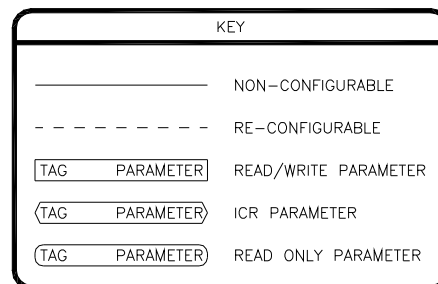 KEY
NON-CONFIGURABLE
RE-CONFIGURABLE
TAG PARAMETER READ/WRITE PARAMETER
TAG PARAMETER ICR PARAMETER
TAG PARAMETER READ ONLY PARAMETER